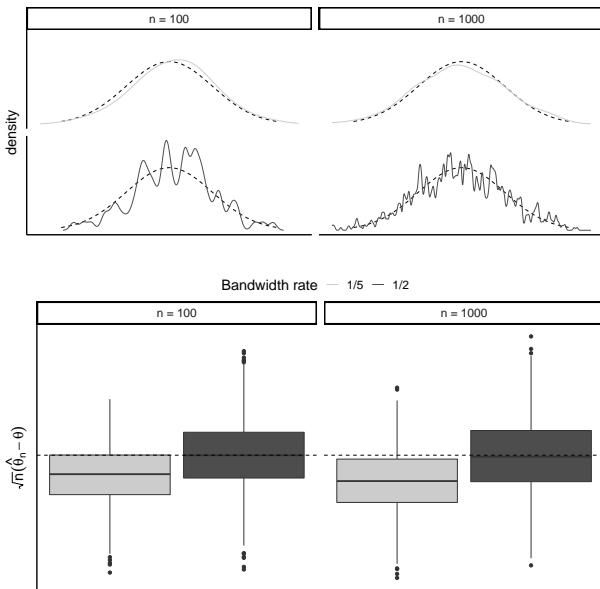 n = 100
n = 1000
density
Bandwidth rate 1/5 1/2
n = 100
n = 1000
√n(θ̂ₙ − θ)